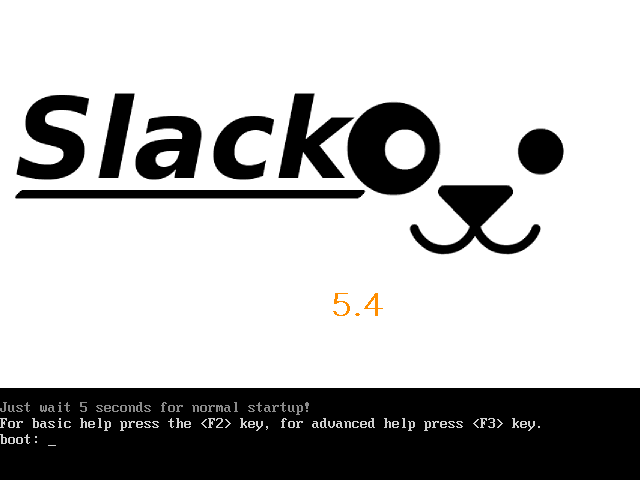 Slacko
5.4
Just wait 5 seconds for normal startup!
For basic help press the <F2> key, for advanced help press <F3> key.
boot: _